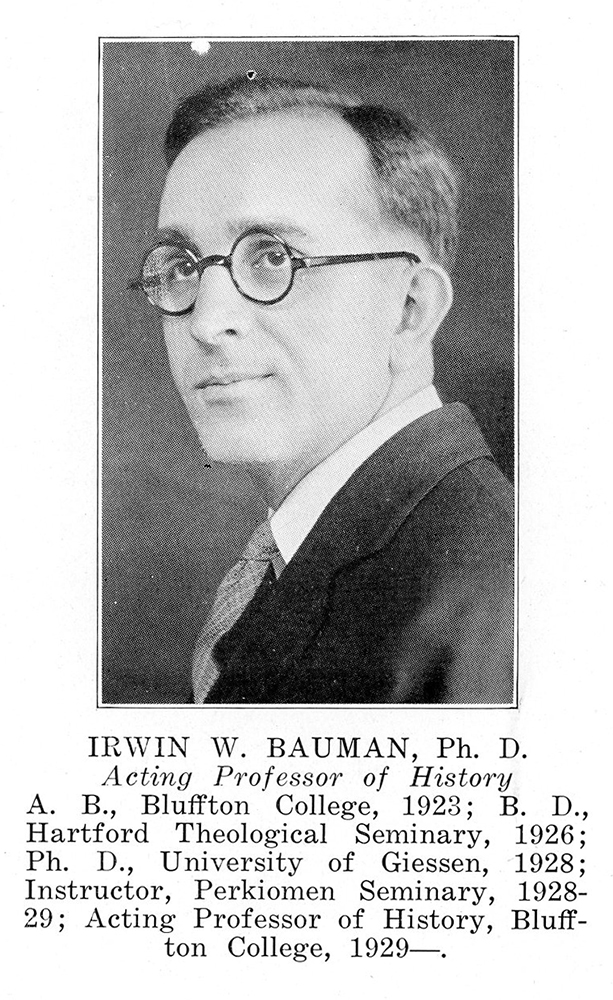 IRWIN W. BAUMAN, Ph. D.
Acting Professor of History
A. B., Bluffton College, 1923; B. D.,
Hartford Theological Seminary, 1926;
Ph. D., University of Giessen, 1928;
Instructor, Perkiomen Seminary, 1928-
29; Acting Professor of History, Bluff-
ton College, 1929—.